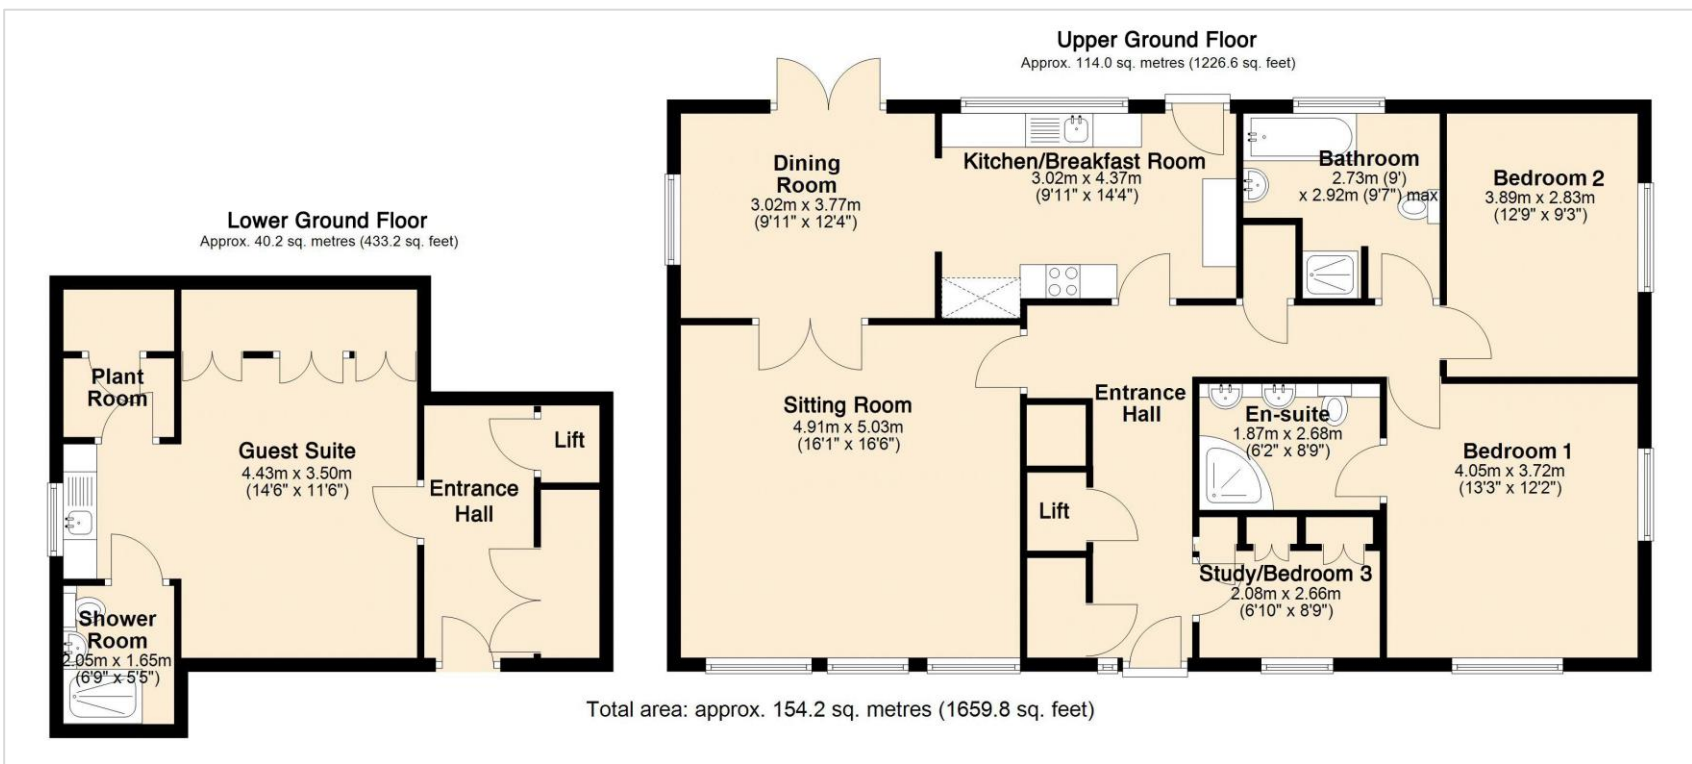 Lower Ground Floor
Approx. 40.2 sq. metres (433.2 sq. feet)
Plant
Room
Guest Suite
4.43m x 3.50m
(14'6" x 11'6")
Lift
Entrance
Hall
Shower
Room
2.05m x 1.65m
(6'9" x 5'5")
Upper Ground Floor
Approx. 114.0 sq. metres (1226.6 sq. feet)
Dining
Room
3.02m x 3.77m
(9'11" x 12'4")
Kitchen/Breakfast Room
3.02m x 4.37m
(9'11" x 14'4")
Bathroom
2.73m (9')
x 2.92m (9'7") max
Bedroom 2
3.89m x 2.83m
(12'9" x 9'3")
Sitting Room
4.91m x 5.03m
(16'1" x 16'6")
Entrance
Hall
En-suite
1.87m x 2.68m
(6'2" x 8'9")
Bedroom 1
4.05m x 3.72m
(13'3" x 12'2")
Lift
Study/Bedroom 3
2.08m x 2.66m
(6'10" x 8'9")
Total area: approx. 154.2 sq. metres (1659.8 sq. feet)